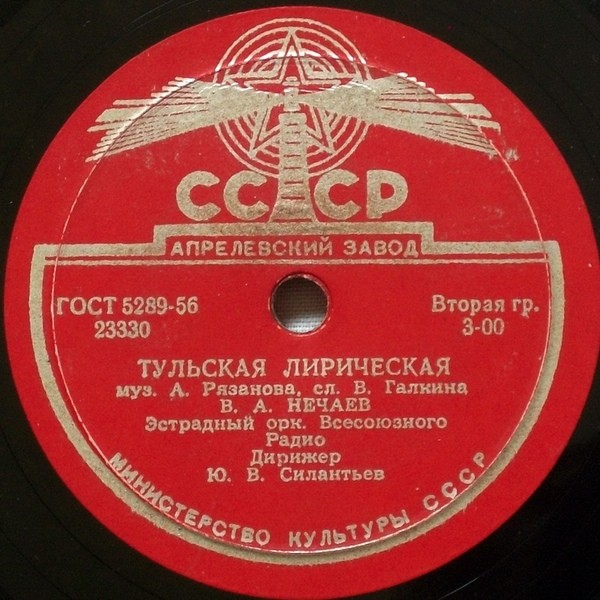 СССР
АПРЕЛЕВСКИЙ ЗАВОД
ГОСТ 5289-56
23330
Вторая гр.
3-00
ТУЛЬСКАЯ ЛИРИЧЕСКАЯ
муз. А. Рязанова, сл. В. Галкина
В. А. НЕЧАЕВ
Эстрадный орк. Всесоюзного
Радио
Дирижер
Ю. В. Силантьев
МИНИСТЕРСТВО КУЛЬТУРЫ СССР